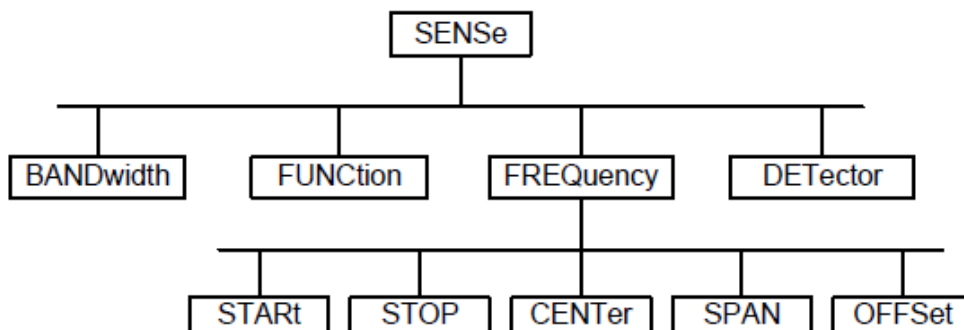 SENSe
BANDwidth FUNCtion FREQuency DETector
STARt STOP CENTer SPAN OFFSet